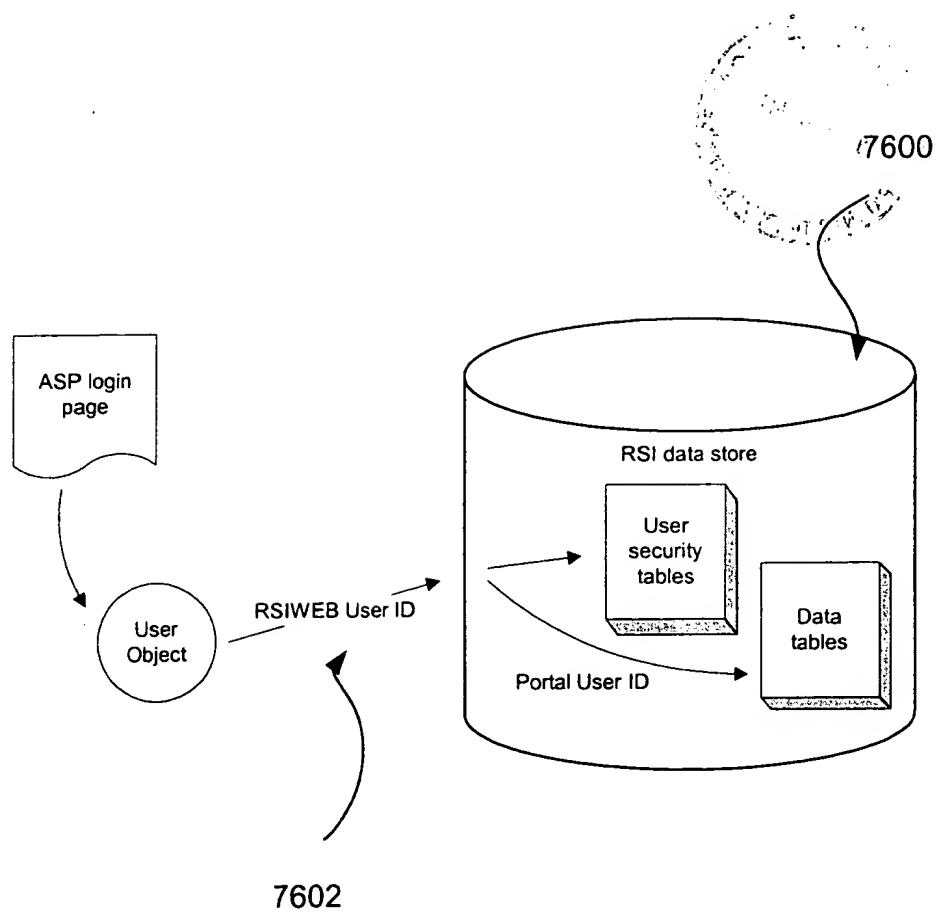 7600
ASP login
page
RSI data store
User
security
tables
User
Object
RSIWEB User ID
Data
tables
Portal User ID
7602